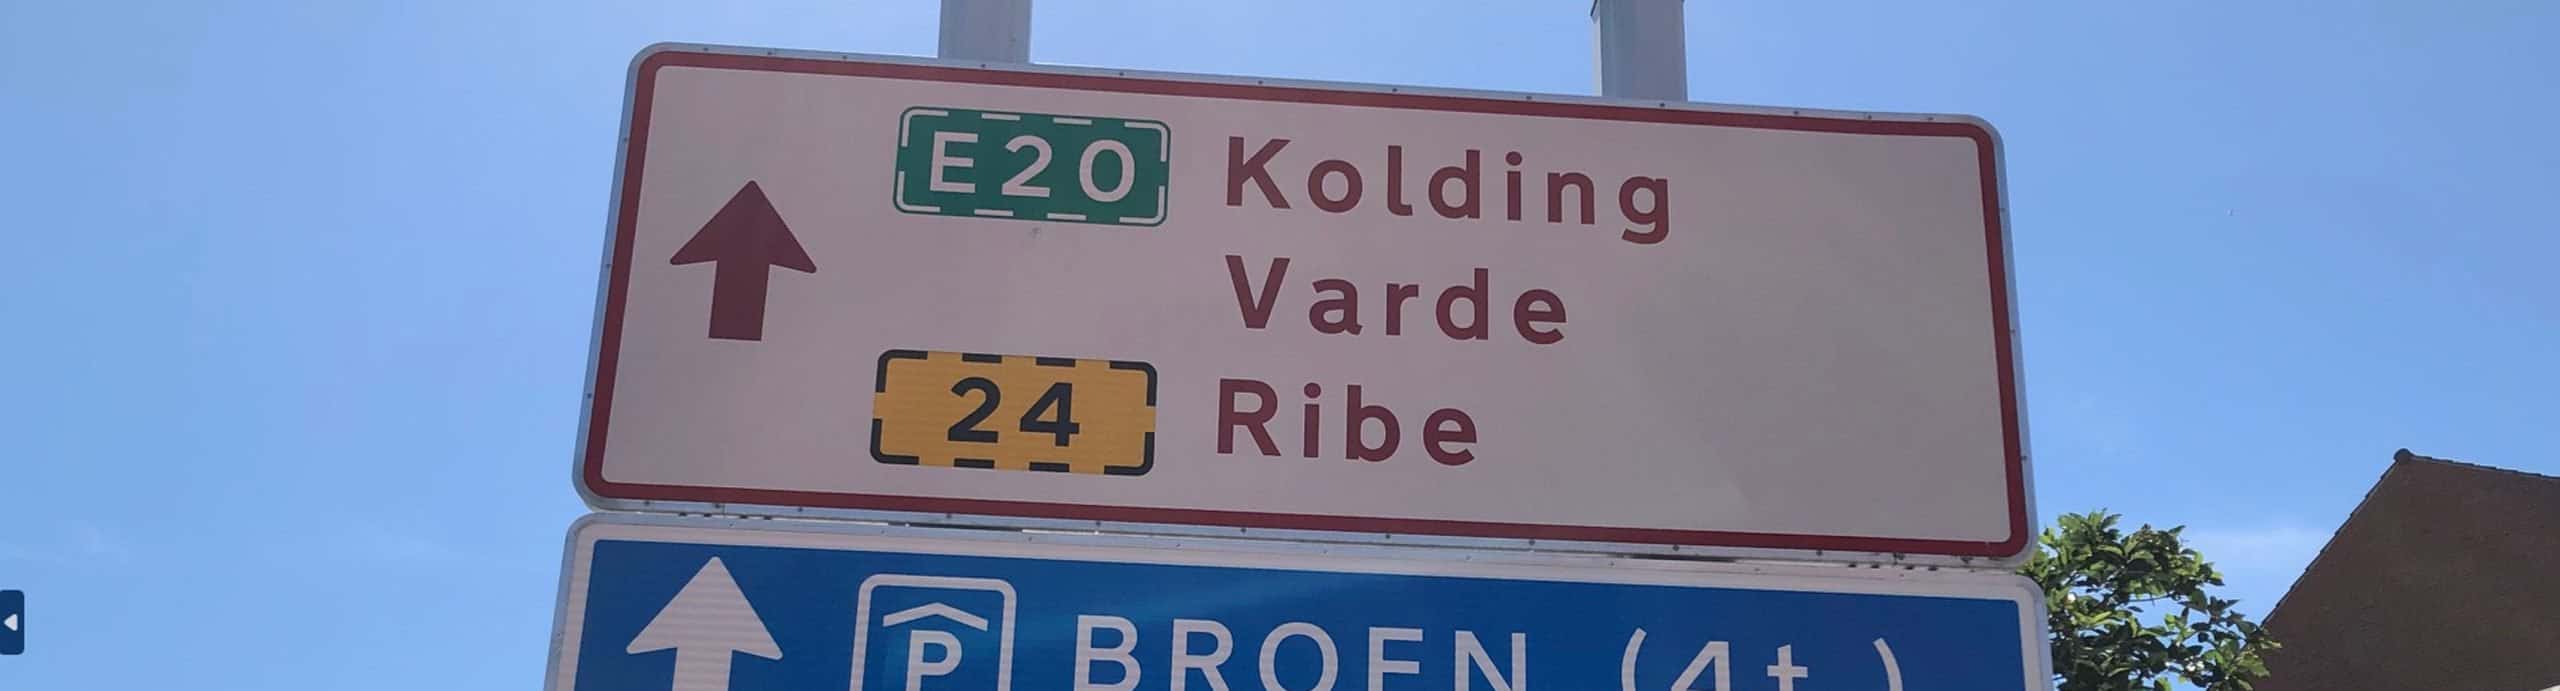 E20 Kolding
Varde
24 Ribe
P BROEN (4t.)